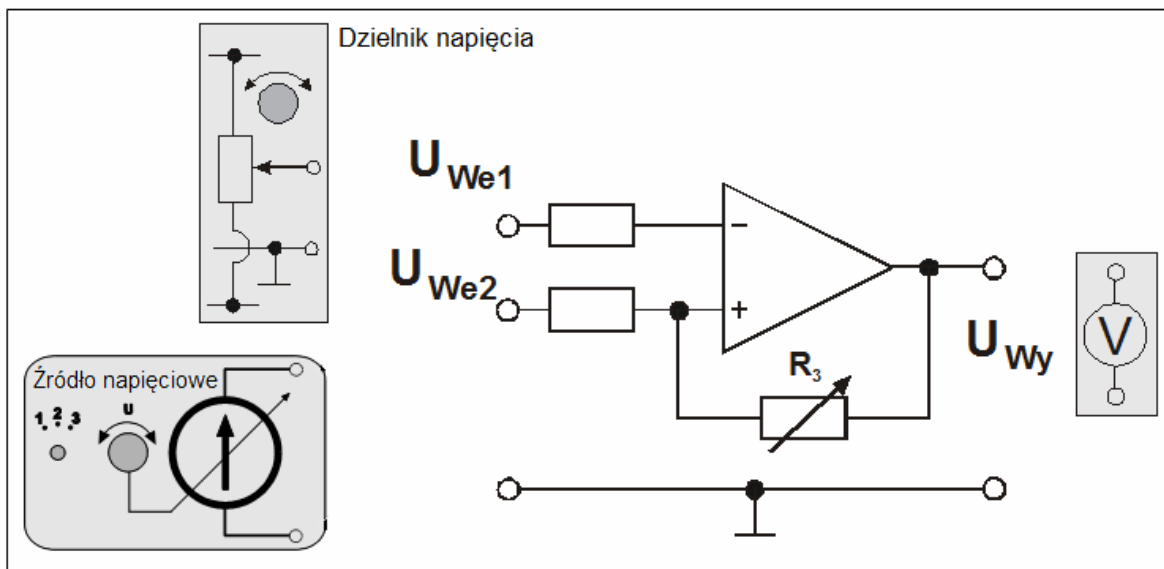 Dzielnik napięcia
U We1
U We2
−
+
R3
U Wy
V
Źródło napięciowe
1 2 3
U